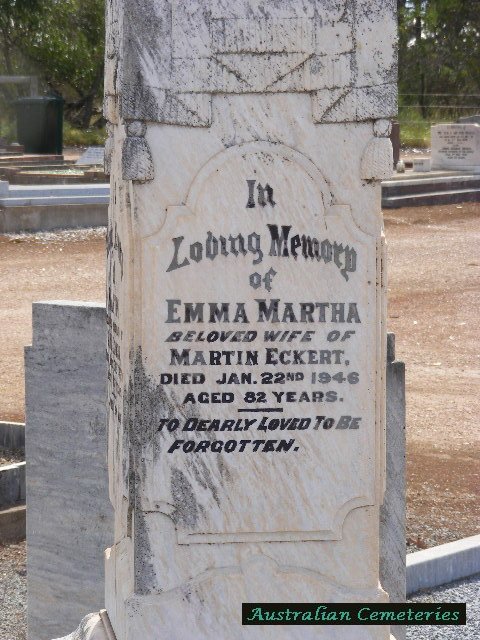 In
Loving Memory
of
EMMA MARTHA
BELOVED WIFE OF
MARTIN ECKERT,
DIED JAN. 22ND 1946
AGED 82 YEARS.
TO DEARLY LOVED TO BE
FORGOTTEN.
Australian Cemeteries